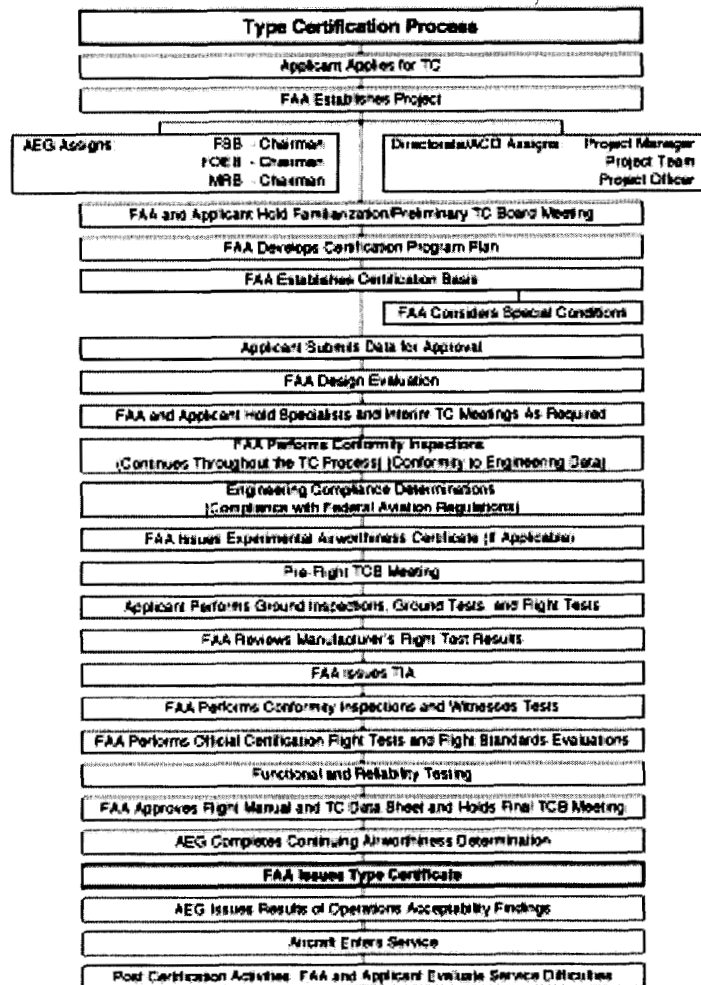 Type Certification Process
Applicant Applies for TC
FAA Establishes Project
AEG Assigns: FSB - Chairman
FOEB - Chairman
MRB - Chairman
Directorate/ACO Assigns: Project Manager
Project Team
Project Officer
FAA and Applicant Hold Familiarization/Preliminary TC Board Meeting
FAA Develops Certification Program Plan
FAA Establishes Certification Basis
FAA Considers Special Conditions
Applicant Submits Data for Approval
FAA Design Evaluation
FAA and Applicant Hold Specialists and Interim TC Meetings As Required
FAA Performs Conformity Inspections
(Continues Throughout the TC Process) (Conformity to Engineering Data)
Engineering Compliance Determinations
(Compliance with Federal Aviation Regulations)
FAA Issues Experimental Airworthiness Certificate (If Applicable)
Pre-Flight TCB Meeting
Applicant Performs Ground Inspections, Ground Tests, and Flight Tests
FAA Reviews Manufacturer's Flight Test Results
FAA Issues TIA
FAA Performs Conformity Inspections and Witnesses Tests
FAA Performs Official Certification Flight Tests and Flight Standards Evaluations
Functional and Reliability Testing
FAA Approves Flight Manual and TC Data Sheet and Holds Final TCB Meeting
AEG Completes Continuing Airworthiness Determination
FAA Issues Type Certificate
AEG Issues Results of Operations Acceptability Findings
Aircraft Enters Service
Post Certification Activities: FAA and Applicant Evaluate Service Difficulties